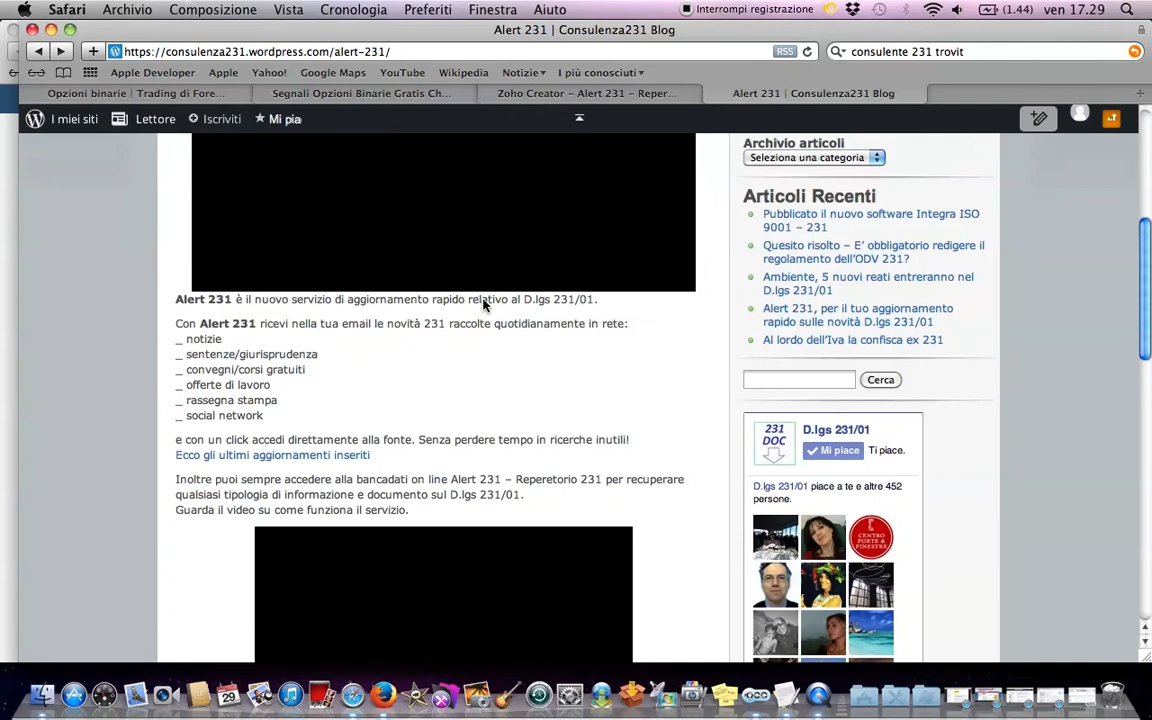 Safari Archivio Composizione Vista Cronologia Preferiti Finestra Aiuto Interrompi registrazione (1.44) ven 17.29
Alert 231 | Consulenza231 Blog
https://consulenza231.wordpress.com/alert-231/ RSS consulente 231 trovit
Apple Developer Apple Yahoo! Google Maps YouTube Wikipedia Notizie I più conosciuti
Opzioni binarie | Trading di Fore... Segnali Opzioni Binarie Gratis Ch... Zoho Creator - Alert 231 - Reper... Alert 231 | Consulenza231 Blog
I miei siti Lettore Iscriviti Mi pia
Archivio articoli
Seleziona una categoria
Articoli Recenti
Pubblicato il nuovo software Integra ISO
9001 – 231
Quesito risolto – E' obbligatorio redigere il
regolamento dell'ODV 231?
Ambiente, 5 nuovi reati entreranno nel
D.lgs 231/01
Alert 231, per il tuo aggiornamento
rapido sulle novità D.lgs 231/01
Al lordo dell'Iva la confisca ex 231
Cerca
231
DOC
D.lgs 231/01
Mi piace Ti piace.
D.lgs 231/01 piace a te e altre 452
persone.
CENTRO
PORTE &
FINESTRE
Alert 231 è il nuovo servizio di aggiornamento rapido relativo al D.lgs 231/01.
Con Alert 231 ricevi nella tua email le novità 231 raccolte quotidianamente in rete:
_ notizie
_ sentenze/giurisprudenza
_ convegni/corsi gratuiti
_ offerte di lavoro
_ rassegna stampa
_ social network
e con un click accedi direttamente alla fonte. Senza perdere tempo in ricerche inutili!
Ecco gli ultimi aggiornamenti inseriti
Inoltre puoi sempre accedere alla bancadati on line Alert 231 – Reperetorio 231 per recuperare
qualsiasi tipologia di informazione e documento sul D.lgs 231/01.
Guarda il video su come funziona il servizio.
29